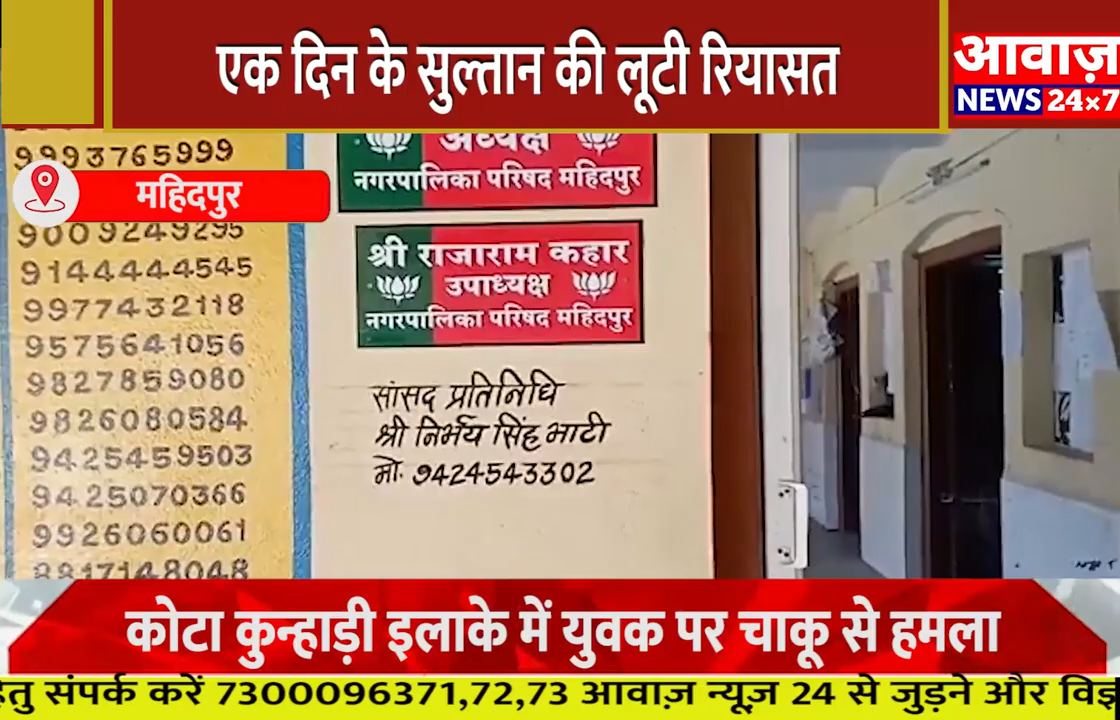 एक दिन के सुल्तान की लूटी रियासत
आवाज़
NEWS 24×7
9993765999
महिदपुर
9009249295
9144444545
9977432118
9575641056
9827859080
9826080584
9425459503
9425070366
9926060061
8817148048
अध्यक्ष
नगरपालिका परिषद महिदपुर
श्री राजाराम कहार
उपाध्यक्ष
नगरपालिका परिषद महिदपुर
सांसद प्रतिनिधि
श्री निर्भय सिंह भाटी
मो. 9424543302
कोटा कुन्हाड़ी इलाके में युवक पर चाकू से हमला
संपर्क करें 7300096371,72,73 आवाज़ न्यूज़ 24 से जुड़ने और